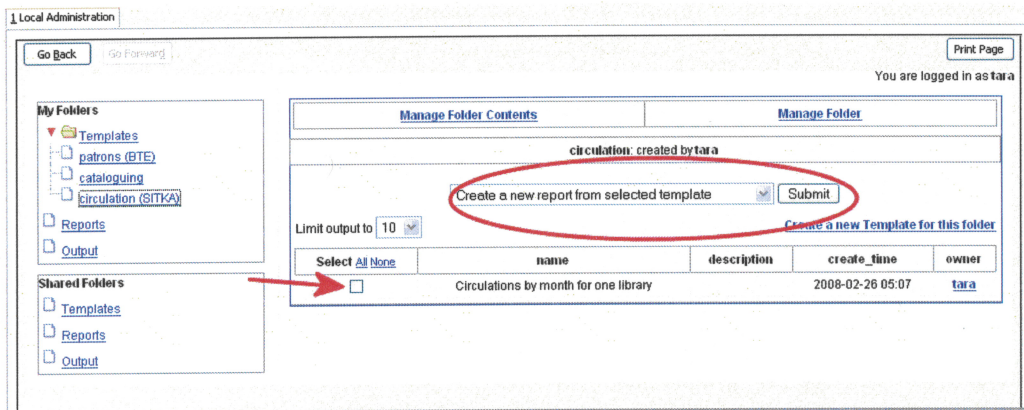 1 Local Administration
Go Back Go Forward Print Page
You are logged in as tara
My Folders
Templates
patrons (BTE)
cataloguing
circulation (SITKA)
Reports
Output
Shared Folders
Templates
Reports
Output
Manage Folder Contents Manage Folder
circulation: created by tara
Create a new report from selected template Submit
Limit output to 10 Create a new Template for this folder
Select All None name description create_time owner
Circulations by month for one library 2008-02-26 05:07 tara